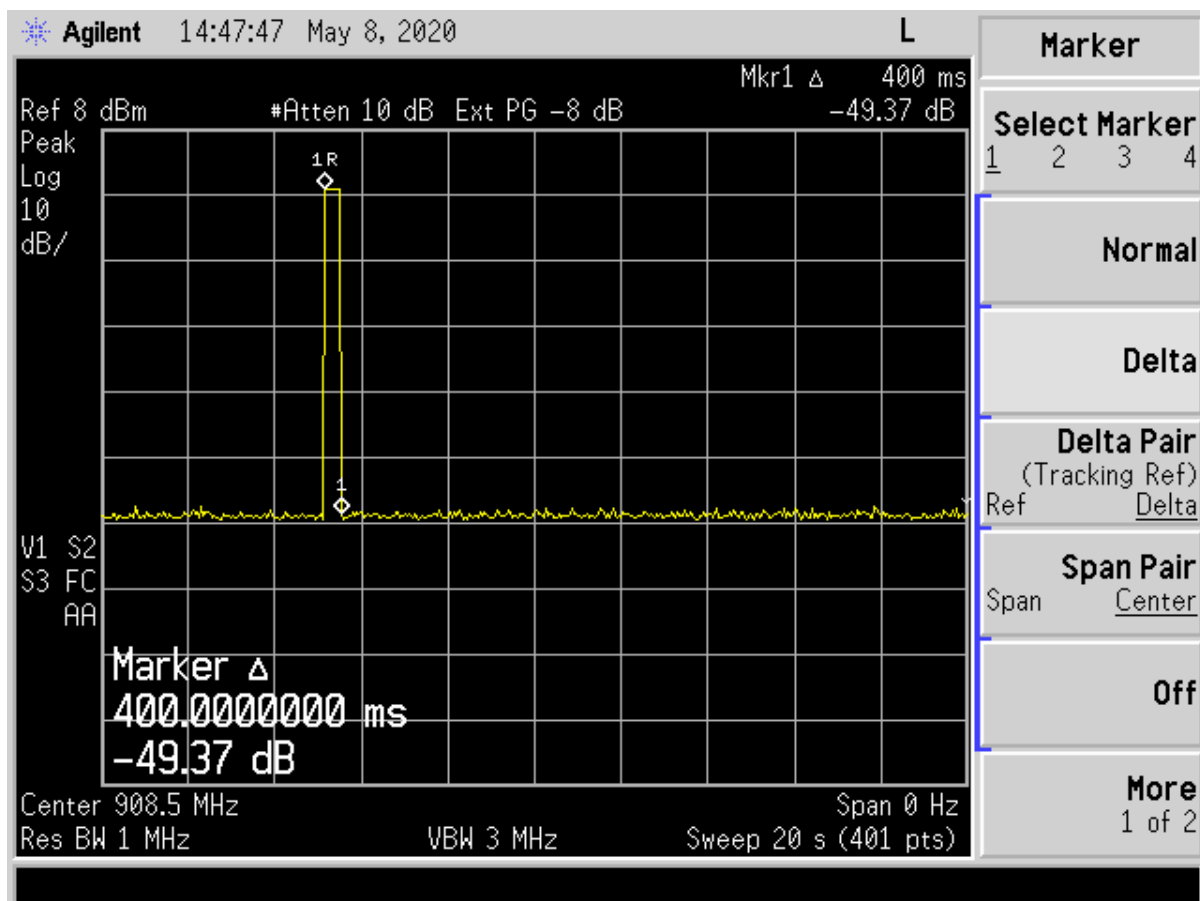 Agilent 14:47:47 May 8, 2020 L
Mkr1 Δ 400 ms
Ref 8 dBm #Atten 10 dB Ext PG -8 dB -49.37 dB
Peak
Log
10
dB/
1R
1
V1 S2
S3 FC
AA
Marker Δ
400.0000000 ms
-49.37 dB
Center 908.5 MHz Span 0 Hz
Res BW 1 MHz VBW 3 MHz Sweep 20 s (401 pts)
Marker
Select Marker
1 2 3 4
Normal
Delta
Delta Pair
(Tracking Ref)
Ref Delta
Span Pair
Span Center
Off
More
1 of 2